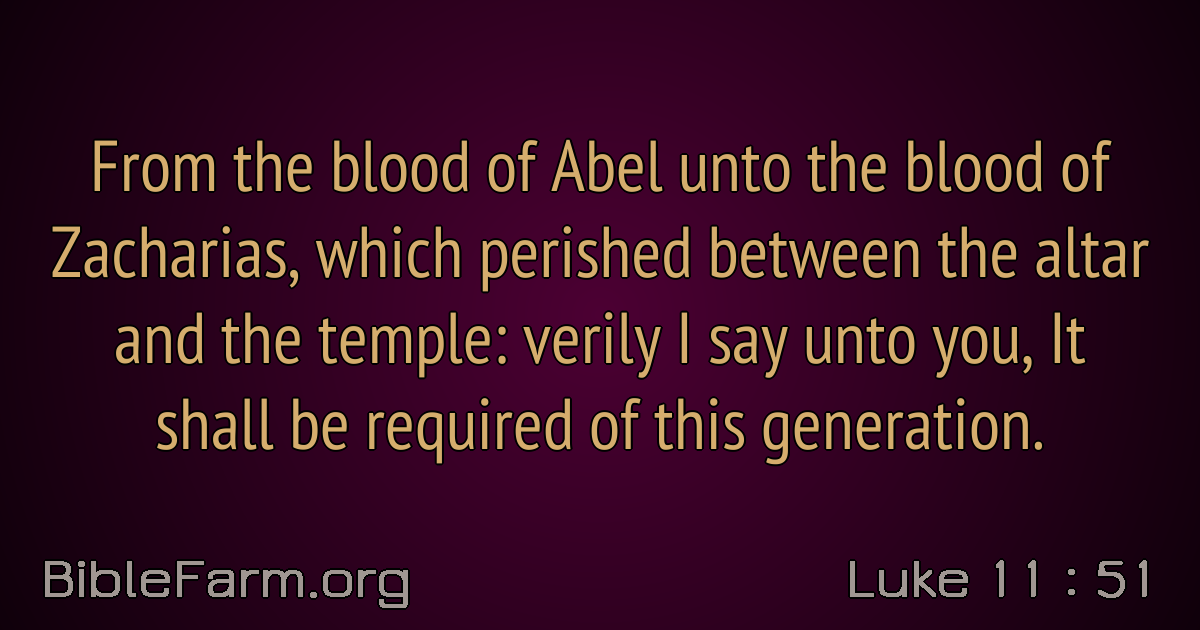 From the blood of Abel unto the blood of
Zacharias, which perished between the altar
and the temple: verily I say unto you, It
shall be required of this generation.
BibleFarm.org
Luke 11 : 51